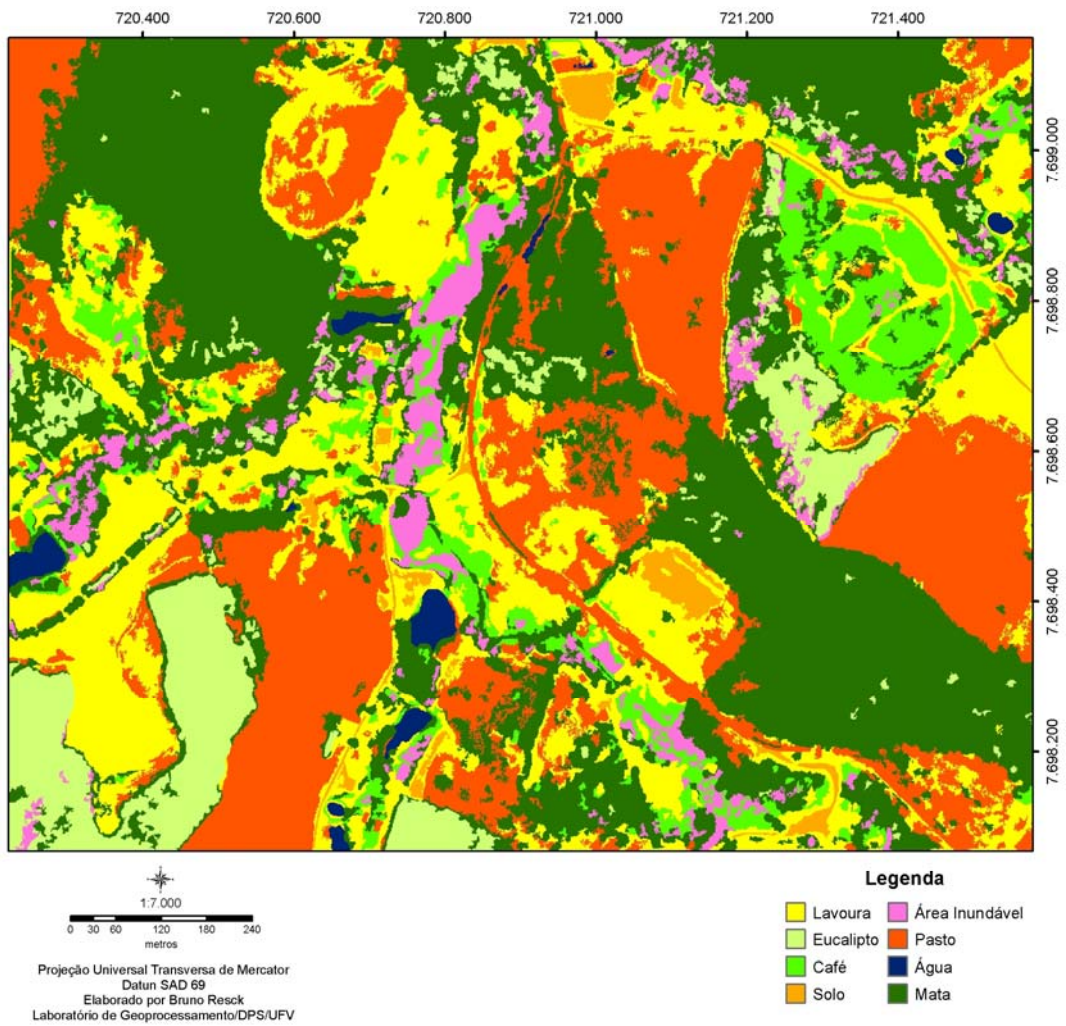 720.400 720.600 720.800 721.000 721.200 721.400
7.699.000
7.698.800
7.698.600
7.698.400
7.698.200
1:7.000
0 30 60 120 180 240
metros
Projeção Universal Transversa de Mercator
Datun SAD 69
Elaborado por Bruno Resck
Laboratório de Geoprocessamento/DPS/UFV
Legenda
Lavoura Área Inundável
Eucalipto Pasto
Café Água
Solo Mata